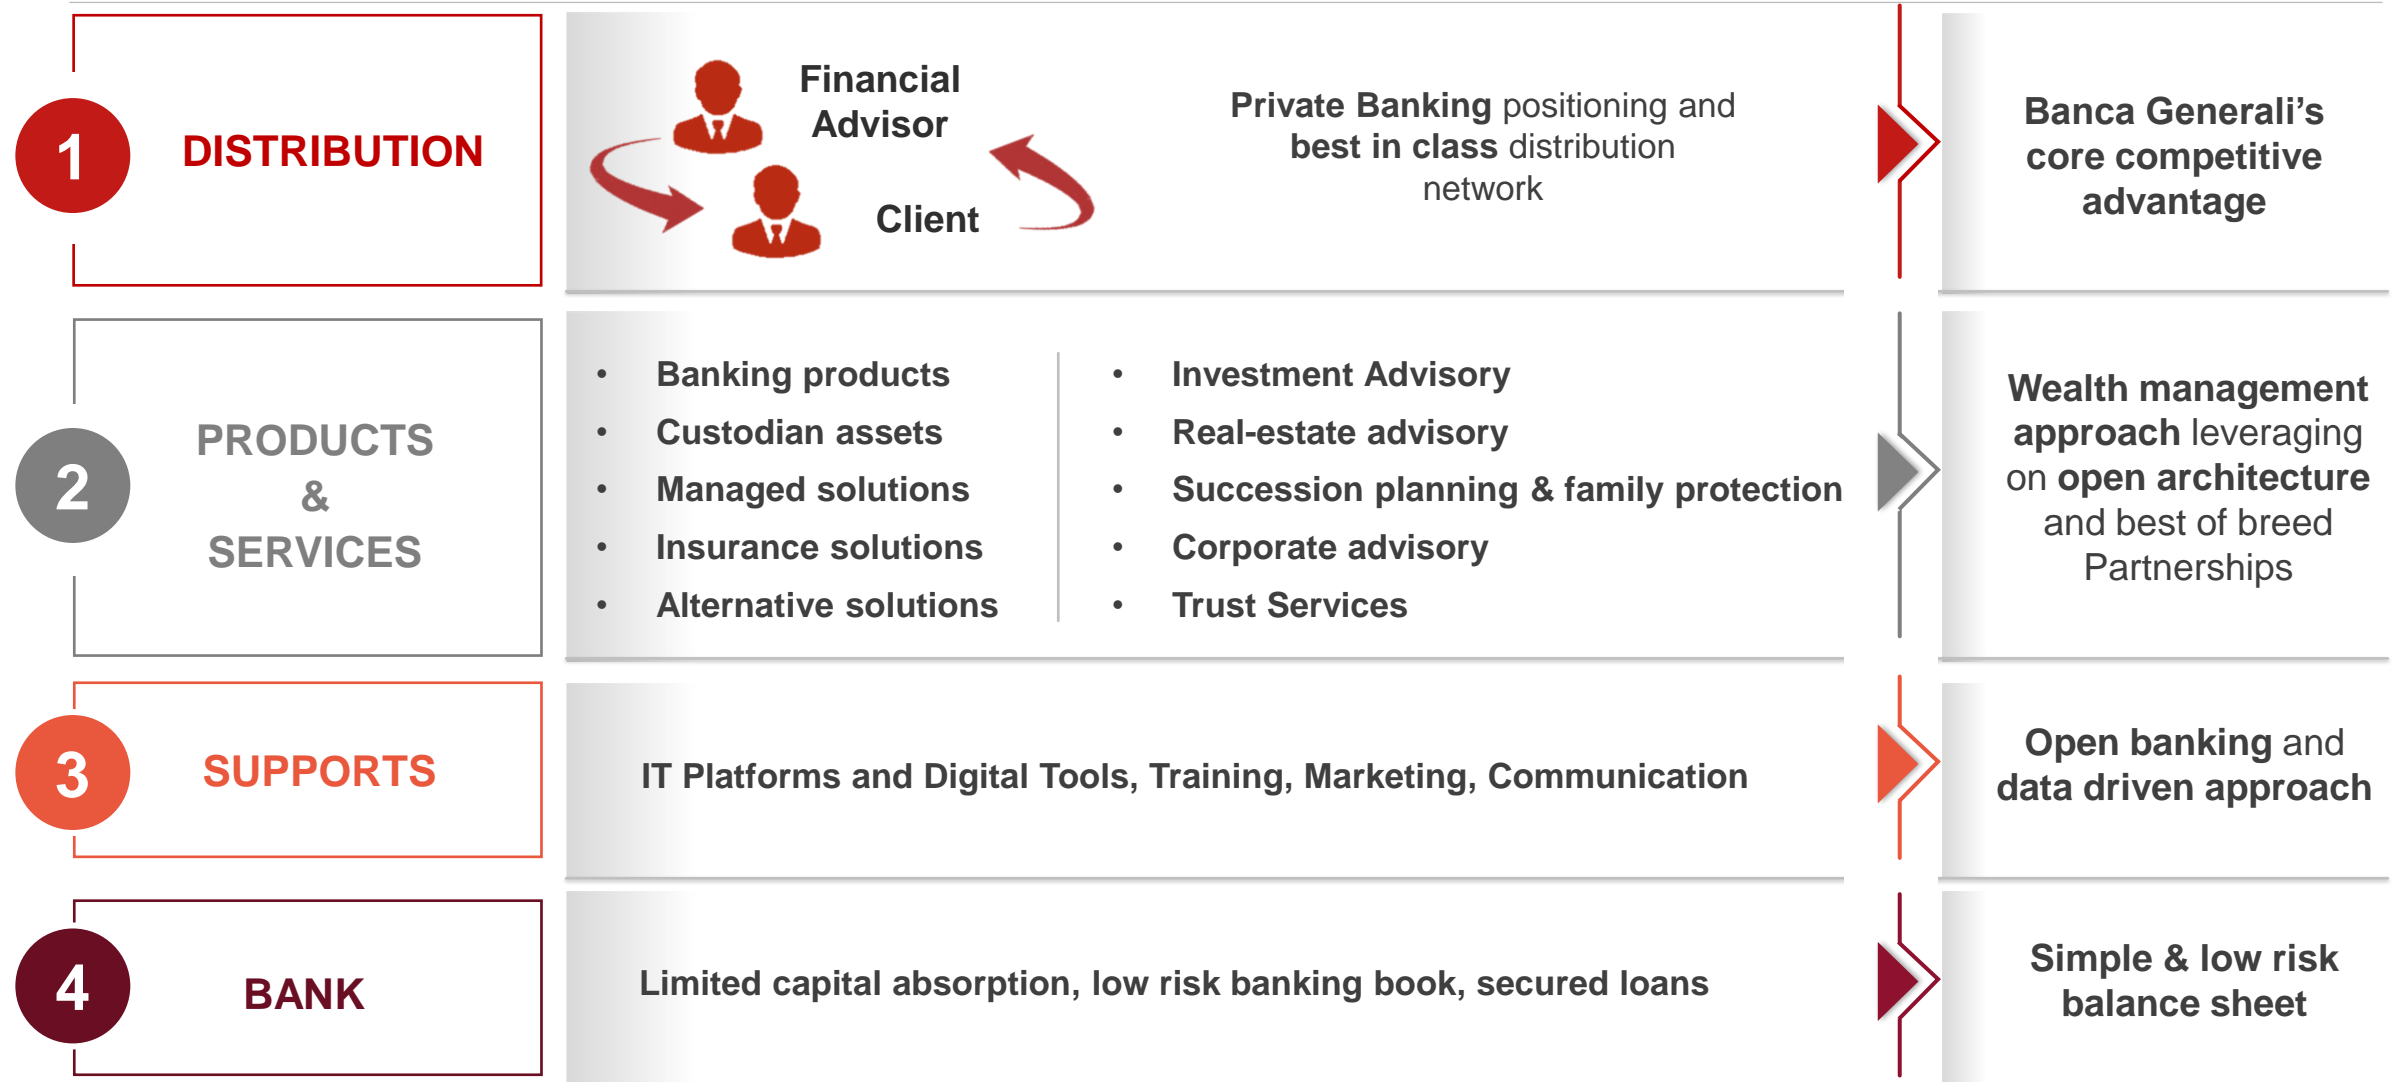 1
DISTRIBUTION
Financial
Advisor
Client
Private Banking positioning and
best in class distribution
network
Banca Generali’s
core competitive
advantage
2
PRODUCTS
&
SERVICES
• Banking products
• Custodian assets
• Managed solutions
• Insurance solutions
• Alternative solutions
• Investment Advisory
• Real-estate advisory
• Succession planning & family protection
• Corporate advisory
• Trust Services
Wealth management
approach leveraging
on open architecture
and best of breed
Partnerships
3
SUPPORTS
IT Platforms and Digital Tools, Training, Marketing, Communication
Open banking and
data driven approach
4
BANK
Limited capital absorption, low risk banking book, secured loans
Simple & low risk
balance sheet